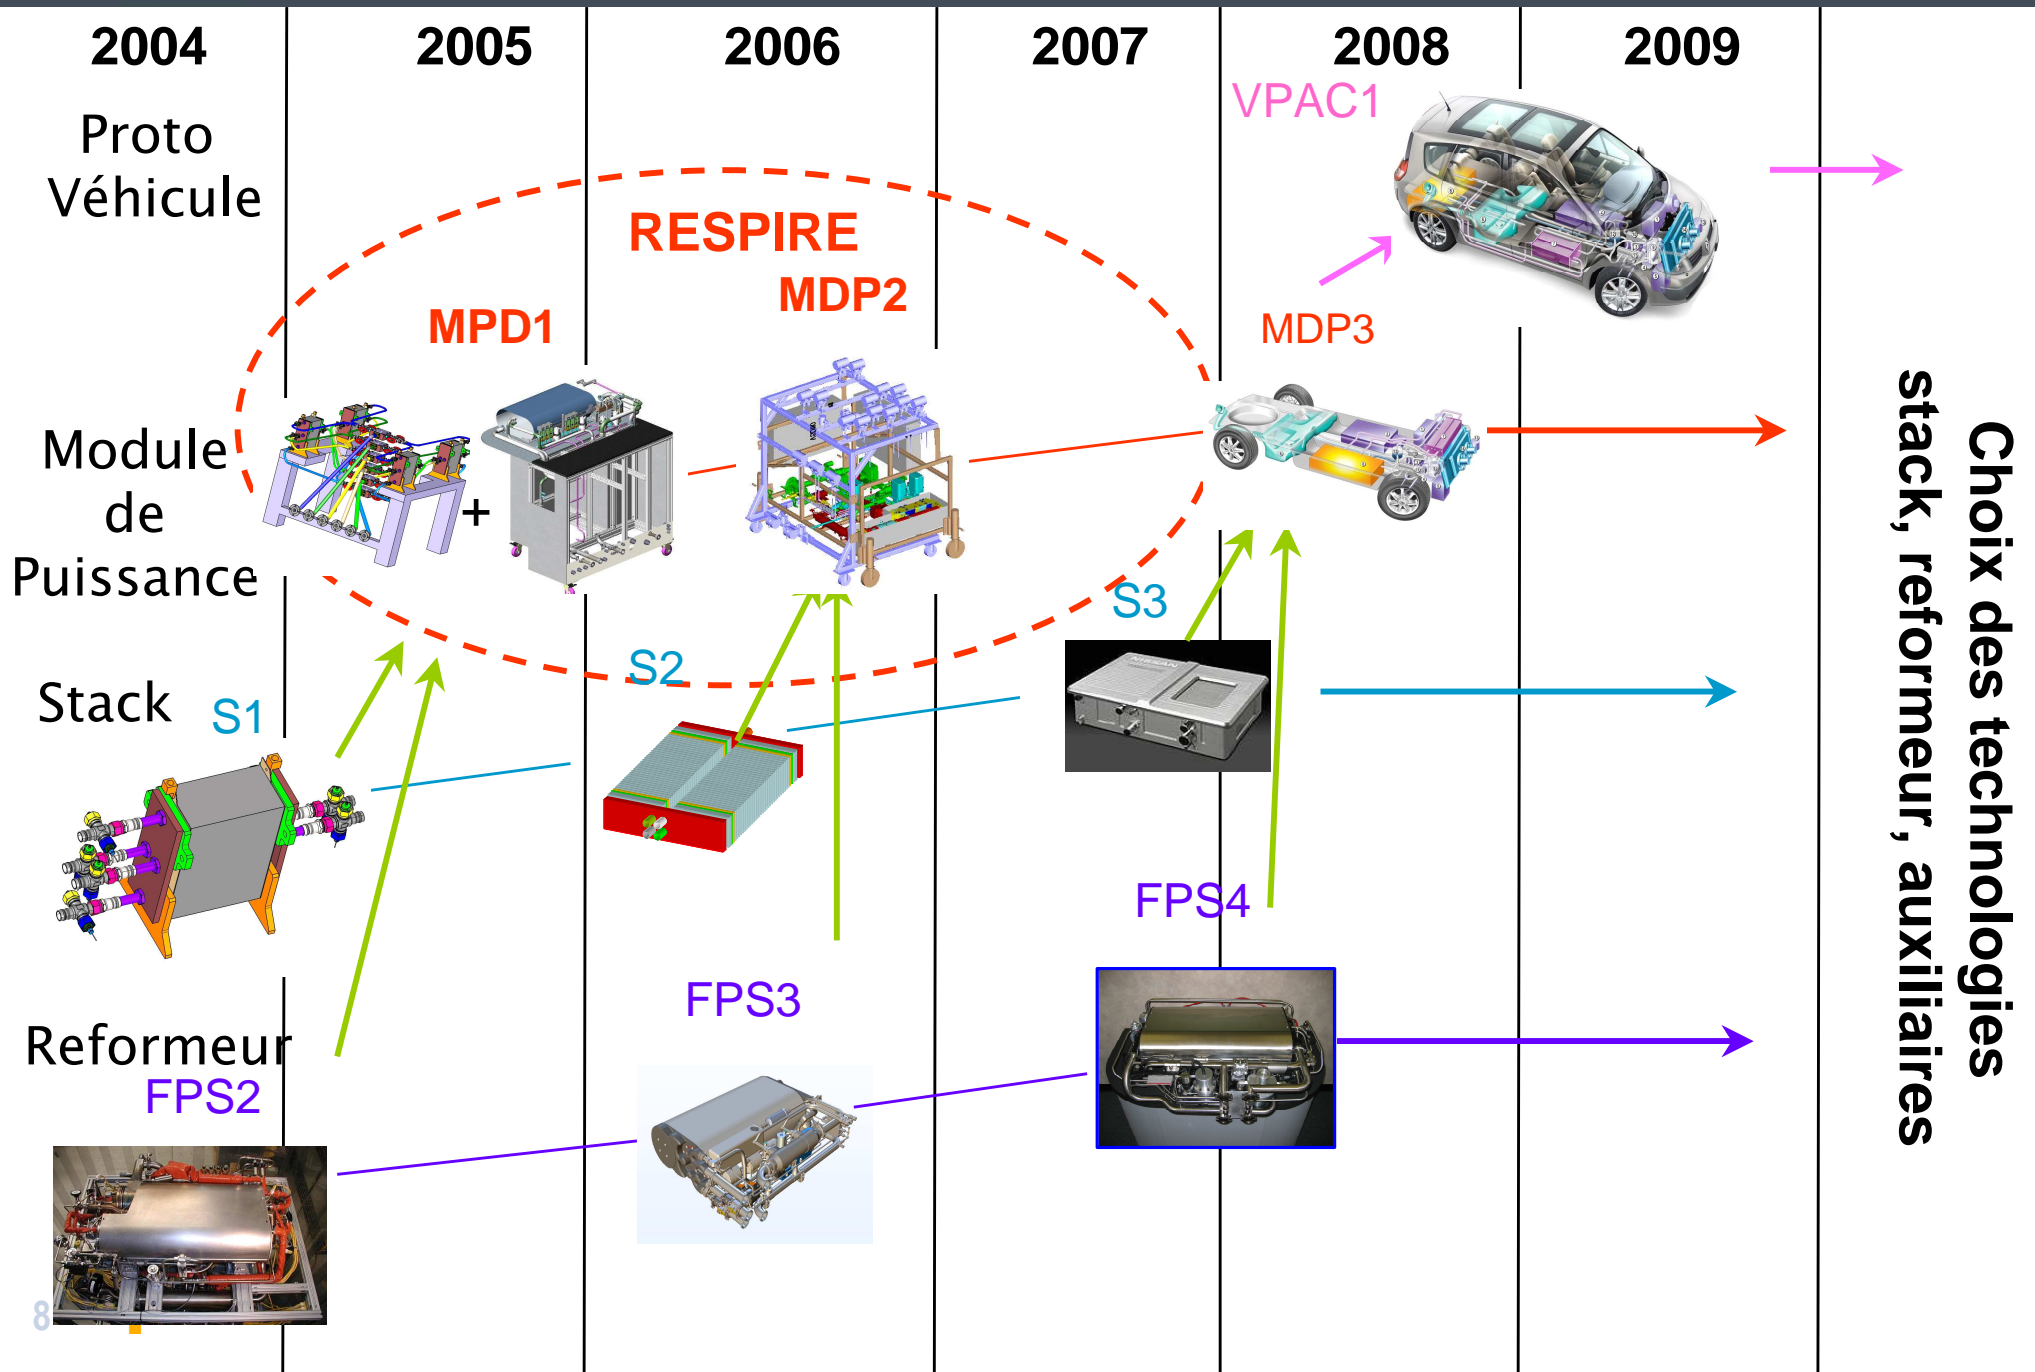 2004 2005 2006 2007 2008 2009
VPAC1
Proto
Véhicule
RESPIRE
MDP2
MPD1
MDP3
Module
de
Puissance
+
S3
S2
Stack
S1
FPS4
FPS3
Reformeur
FPS2
NISSAN
8
Choix des technologies
stack, reformeur, auxiliaires